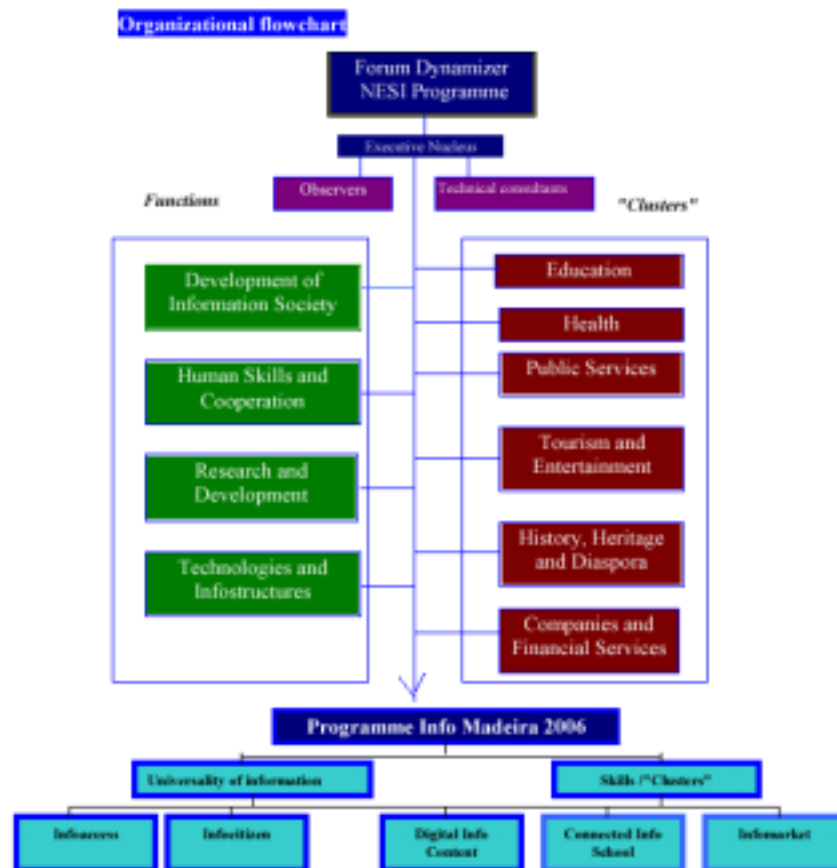 Organizational flowchart
Forum Dynamizer
NESI Programme
Executive Nucleus
Observers
Technical consultants
Functions
"Clusters"
Development of
Information Society
Human Skills and
Cooperation
Research and
Development
Technologies and
Infostructures
Education
Health
Public Services
Tourism and
Entertainment
History, Heritage
and Diaspora
Companies and
Financial Services
Programme Info Madeira 2006
Universality of information
Skills /"Clusters"
Infoaccess
Infocitizen
Digital Info
Content
Connected Info
School
Infomarket